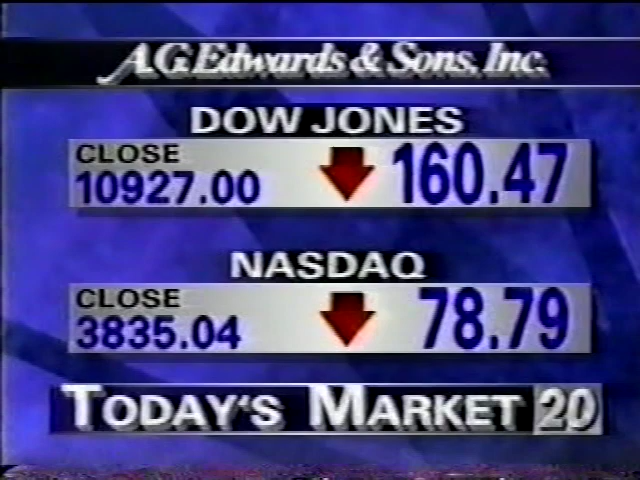 A.G. Edwards & Sons, Inc.
DOW JONES
CLOSE
10927.00 160.47
NASDAQ
CLOSE
3835.04 78.79
TODAY'S MARKET 20